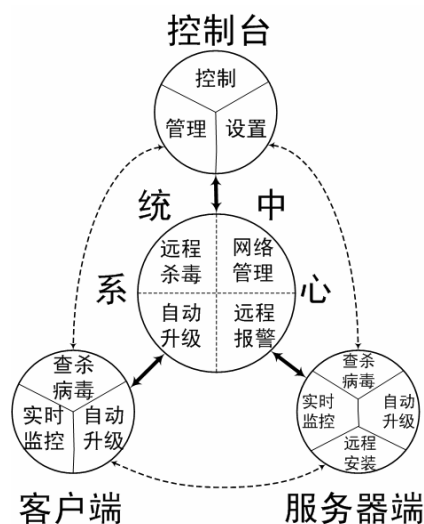 控制台
控制
管理
设置
系统中心
远程
杀毒
网络
管理
自动
升级
远程
报警
查杀
病毒
实时
监控
自动
升级
客户端
查杀
病毒
实时
监控
自动
升级
远程
安装
服务器端